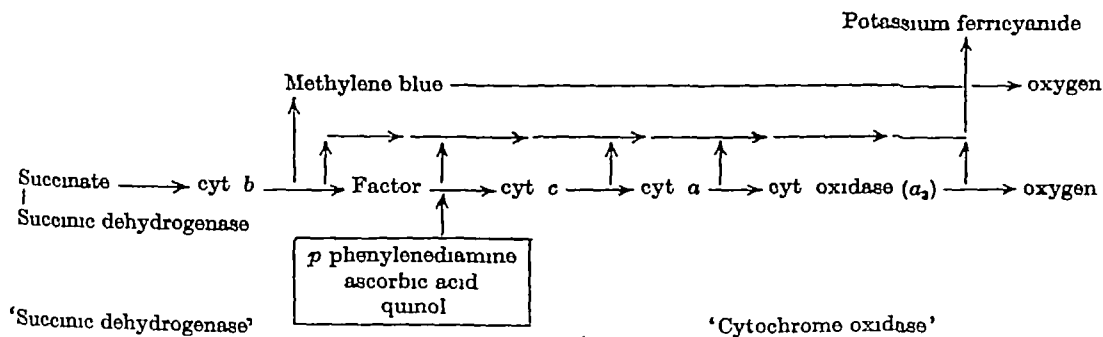 Potassium ferricyanide
Methylene blue oxygen
Succinate cyt b Factor cyt c cyt a cyt oxidase (a₃) oxygen
Succinic dehydrogenase
p phenylenediamine
ascorbic acid
quinol
'Succinic dehydrogenase' 'Cytochrome oxidase'